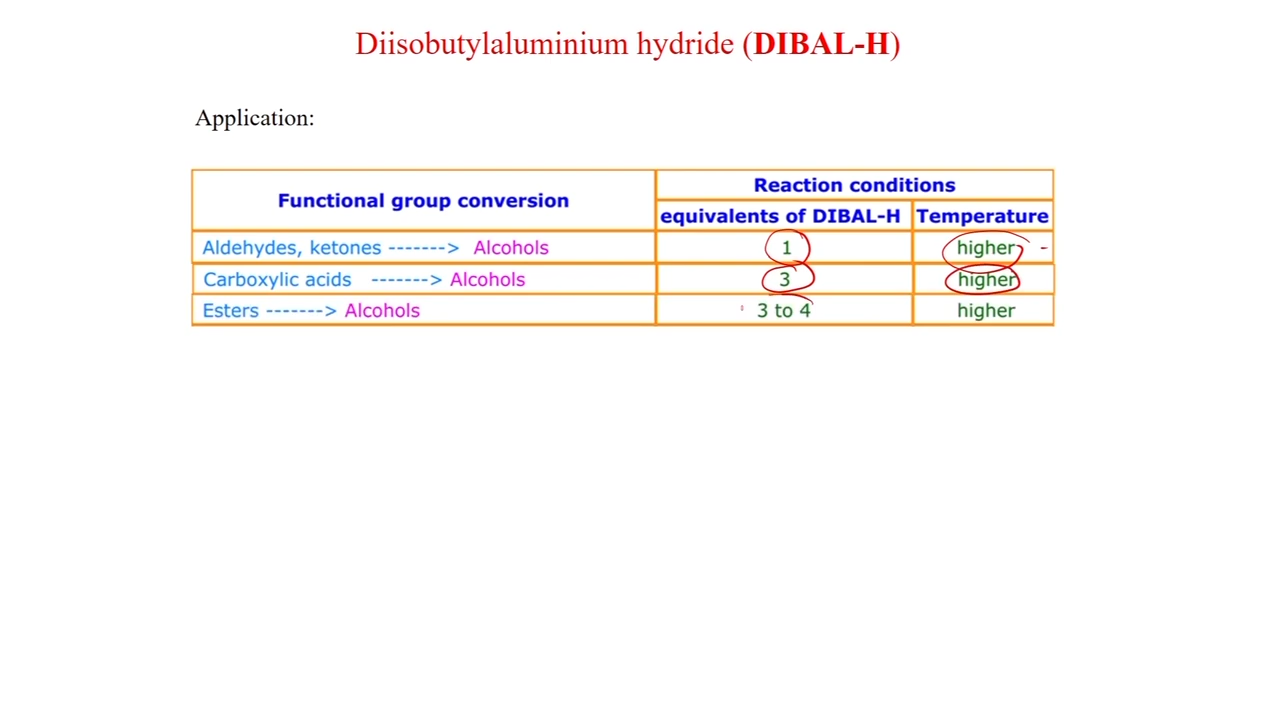 Diisobutylaluminium hydride (DIBAL-H)
Application:
Functional group conversion
Reaction conditions
equivalents of DIBAL-H Temperature
Aldehydes, ketones -------> Alcohols 1 higher
Carboxylic acids -------> Alcohols 3 higher
Esters -------> Alcohols 3 to 4 higher